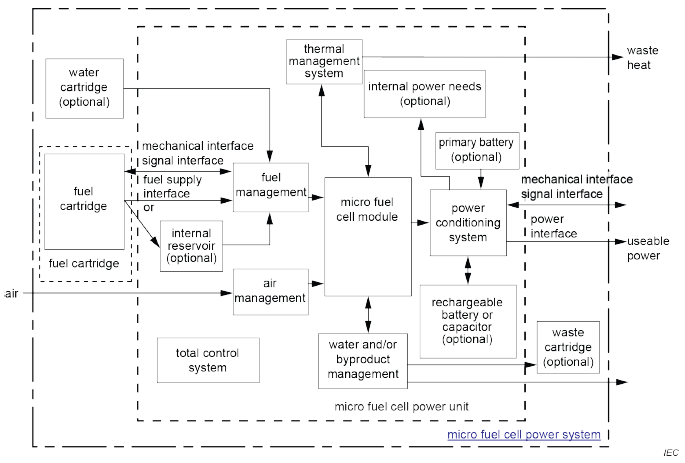 thermal
management
system
waste
heat
water
cartridge
(optional)
internal power needs
(optional)
primary battery
(optional)
mechanical interface
signal interface
fuel
cartridge
fuel supply
interface
or
fuel
management
micro fuel
cell module
power
conditioning
system
mechanical interface
signal interface
power
interface
useable
power
internal
reservoir
(optional)
fuel cartridge
air
air
management
rechargeable
battery or
capacitor
(optional)
total control
system
water and/or
byproduct
management
waste
cartridge
(optional)
micro fuel cell power unit
micro fuel cell power system
IEC